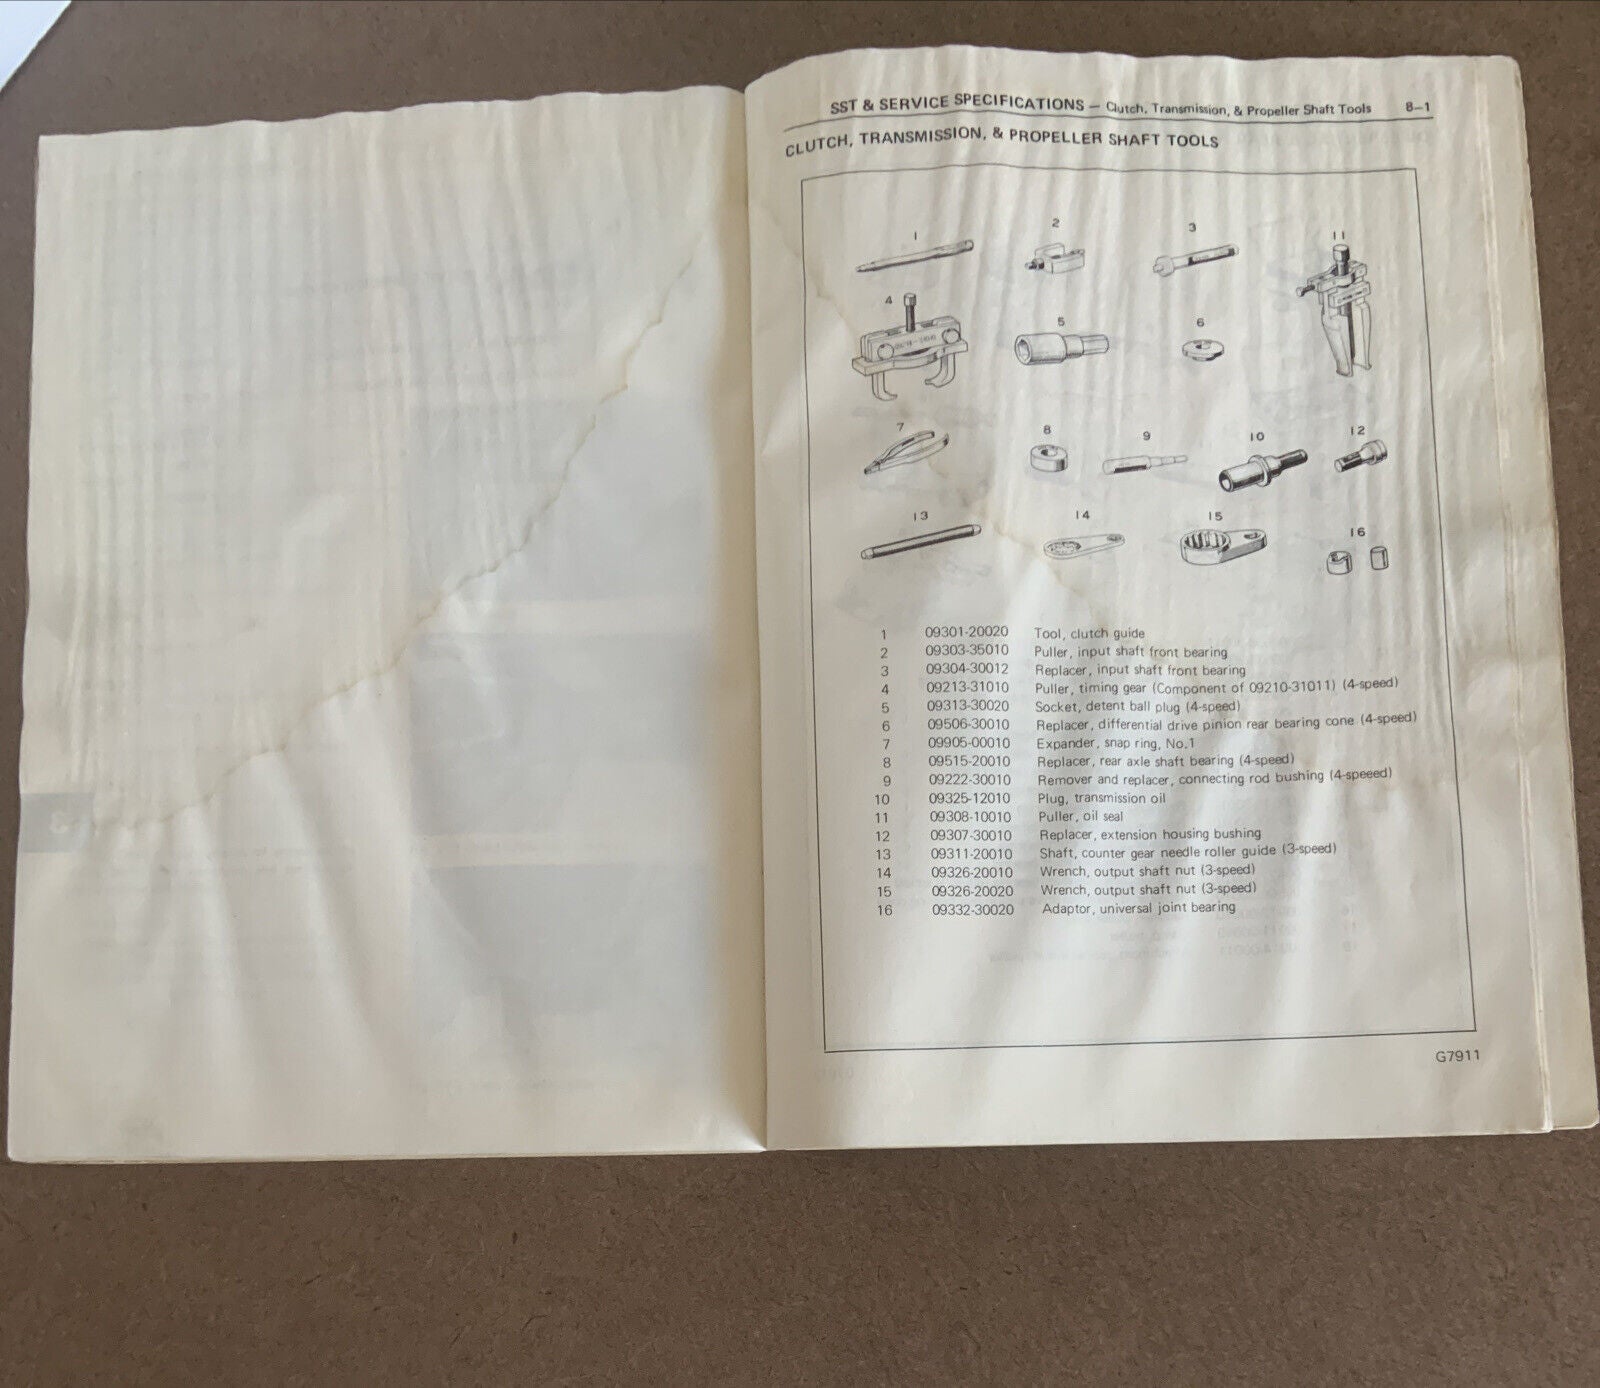 SST & SERVICE SPECIFICATIONS — Clutch, Transmission, & Propeller Shaft Tools 8–1
CLUTCH, TRANSMISSION, & PROPELLER SHAFT TOOLS
1 2 3 11
4 5 6
7 8 9 10 12
13 14 15 16
1 09301-20020 Tool, clutch guide
2 09303-35010 Puller, input shaft front bearing
3 09304-30012 Replacer, input shaft front bearing
4 09213-31010 Puller, timing gear (Component of 09210-31011) (4-speed)
5 09313-30020 Socket, detent ball plug (4-speed)
6 09506-30010 Replacer, differential drive pinion rear bearing cone (4-speed)
7 09905-00010 Expander, snap ring, No.1
8 09515-20010 Replacer, rear axle shaft bearing (4-speed)
9 09222-30010 Remover and replacer, connecting rod bushing (4-speeed)
10 09325-12010 Plug, transmission oil
11 09308-10010 Puller, oil seal
12 09307-30010 Replacer, extension housing bushing
13 09311-20010 Shaft, counter gear needle roller guide (3-speed)
14 09326-20010 Wrench, output shaft nut (3-speed)
15 09326-20020 Wrench, output shaft nut (3-speed)
16 09332-30020 Adaptor, universal joint bearing
G7911